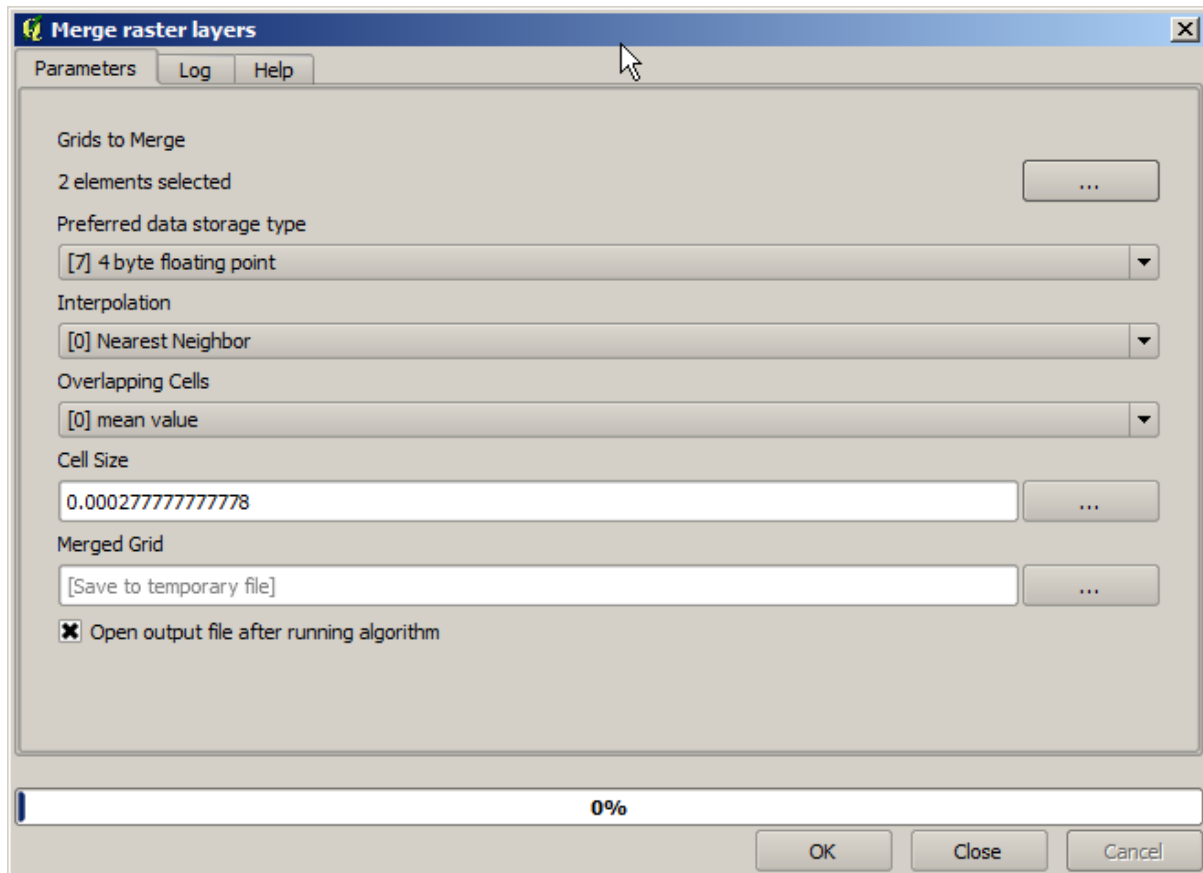 Merge raster layers
Parameters Log Help
Grids to Merge
2 elements selected
...
Preferred data storage type
[7] 4 byte floating point
Interpolation
[0] Nearest Neighbor
Overlapping Cells
[0] mean value
Cell Size
0.000277777777778
...
Merged Grid
[Save to temporary file]
...
Open output file after running algorithm
0%
OK Close Cancel